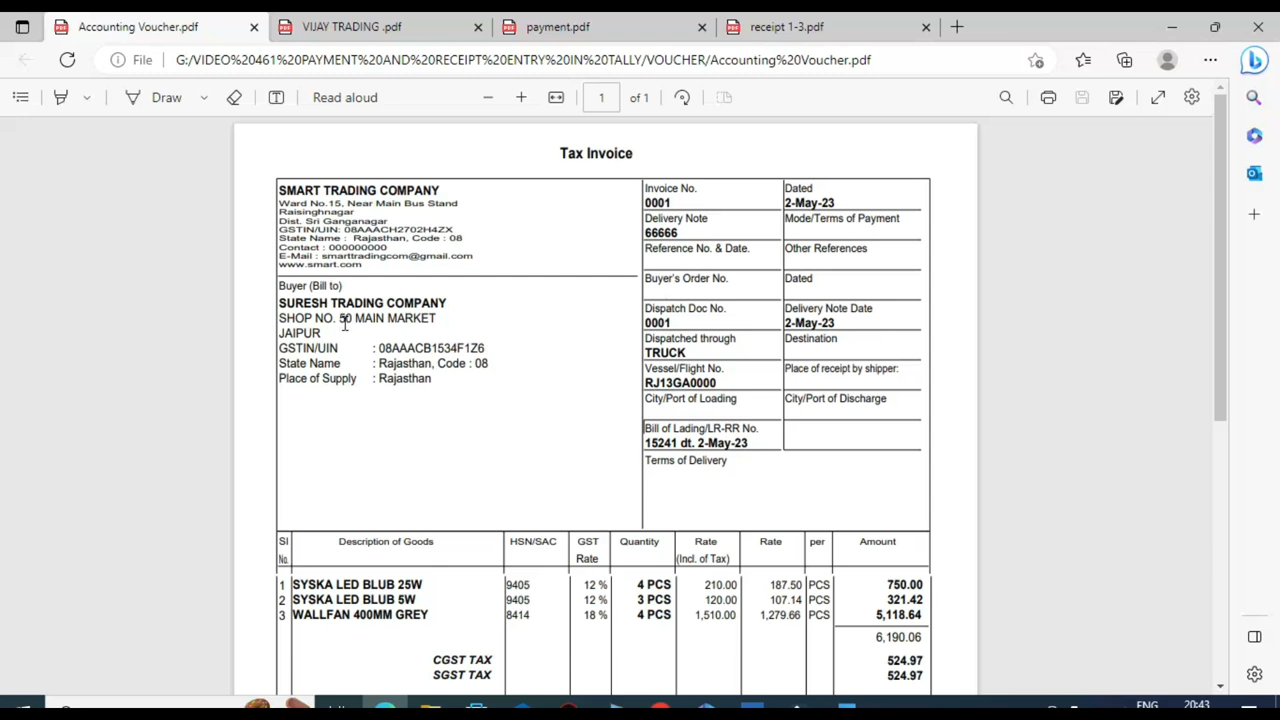 Accounting Voucher.pdf
VIJAY TRADING .pdf
payment.pdf
receipt 1-3.pdf
File
G:/VIDEO%20461%20PAYMENT%20AND%20RECEIPT%20ENTRY%20IN%20TALLY/VOUCHER/Accounting%20Voucher.pdf
Draw
Read aloud
1 of 1
Tax Invoice
SMART TRADING COMPANY
Ward No.15, Near Main Bus Stand
Raisinghnagar
Dist. Sri Ganganagar
GSTIN/UIN: 08AAACH2702H4ZX
State Name : Rajasthan, Code : 08
Contact : 000000000
E-Mail : smarttradingcom@gmail.com
www.smart.com
Buyer (Bill to)
SURESH TRADING COMPANY
SHOP NO. 50 MAIN MARKET
JAIPUR
GSTIN/UIN : 08AAACB1534F1Z6
State Name : Rajasthan, Code : 08
Place of Supply : Rajasthan
Invoice No. Dated
0001 2-May-23
Delivery Note Mode/Terms of Payment
66666
Reference No. & Date. Other References
Buyer's Order No. Dated
Dispatch Doc No. Delivery Note Date
0001 2-May-23
Dispatched through Destination
TRUCK
Vessel/Flight No. Place of receipt by shipper:
RJ13GA0000
City/Port of Loading City/Port of Discharge
Bill of Lading/LR-RR No.
15241 dt. 2-May-23
Terms of Delivery
Sl Description of Goods HSN/SAC GST Quantity Rate Rate per Amount
No. Rate (Incl. of Tax)
1 SYSKA LED BLUB 25W 9405 12 % 4 PCS 210.00 187.50 PCS 750.00
2 SYSKA LED BLUB 5W 9405 12 % 3 PCS 120.00 107.14 PCS 321.42
3 WALLFAN 400MM GREY 8414 18 % 4 PCS 1,510.00 1,279.66 PCS 5,118.64
6,190.06
CGST TAX 524.97
SGST TAX 524.97
ENG 20:43